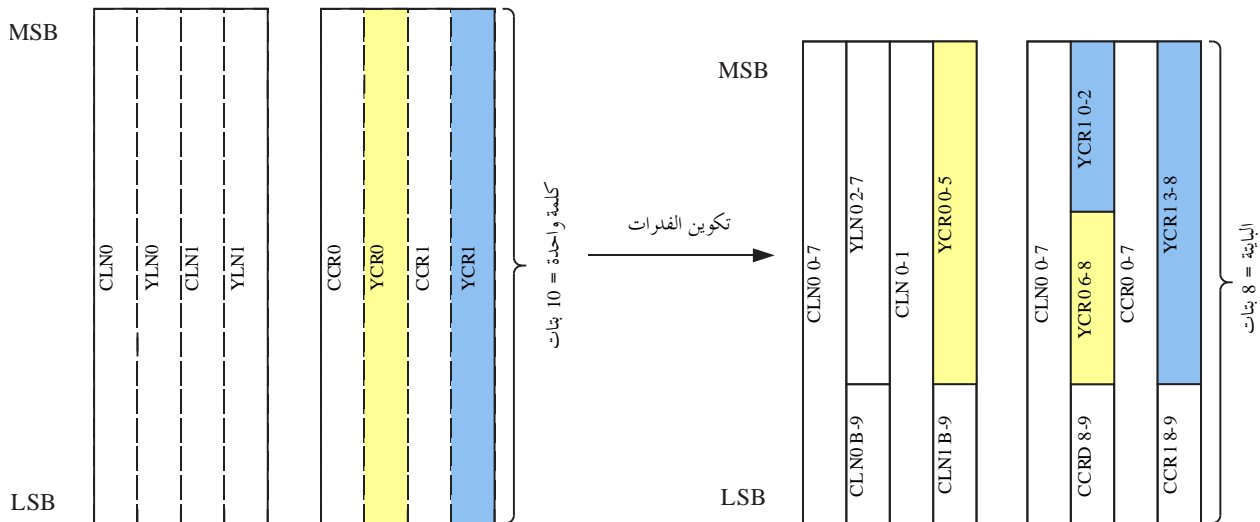 MSB
CLN0
YLN0
CLN1
YLN1
CCR0
YCR0
CCR1
YCR1
LSB
كلمة واحدة = 10 بتات
تكوين الفدرات
MSB
CLN0 0-7
YLN0 2-7
CLN0 B-9
CLN 0-1
YCR0 0-5
CLN1 B-9
CLN0 0-7
YCR1 0-2
YCR0 6-8
CCRD 8-9
CCR0 0-7
YCR1 3-8
CCR1 8-9
LSB
البايتة = 8 بتات